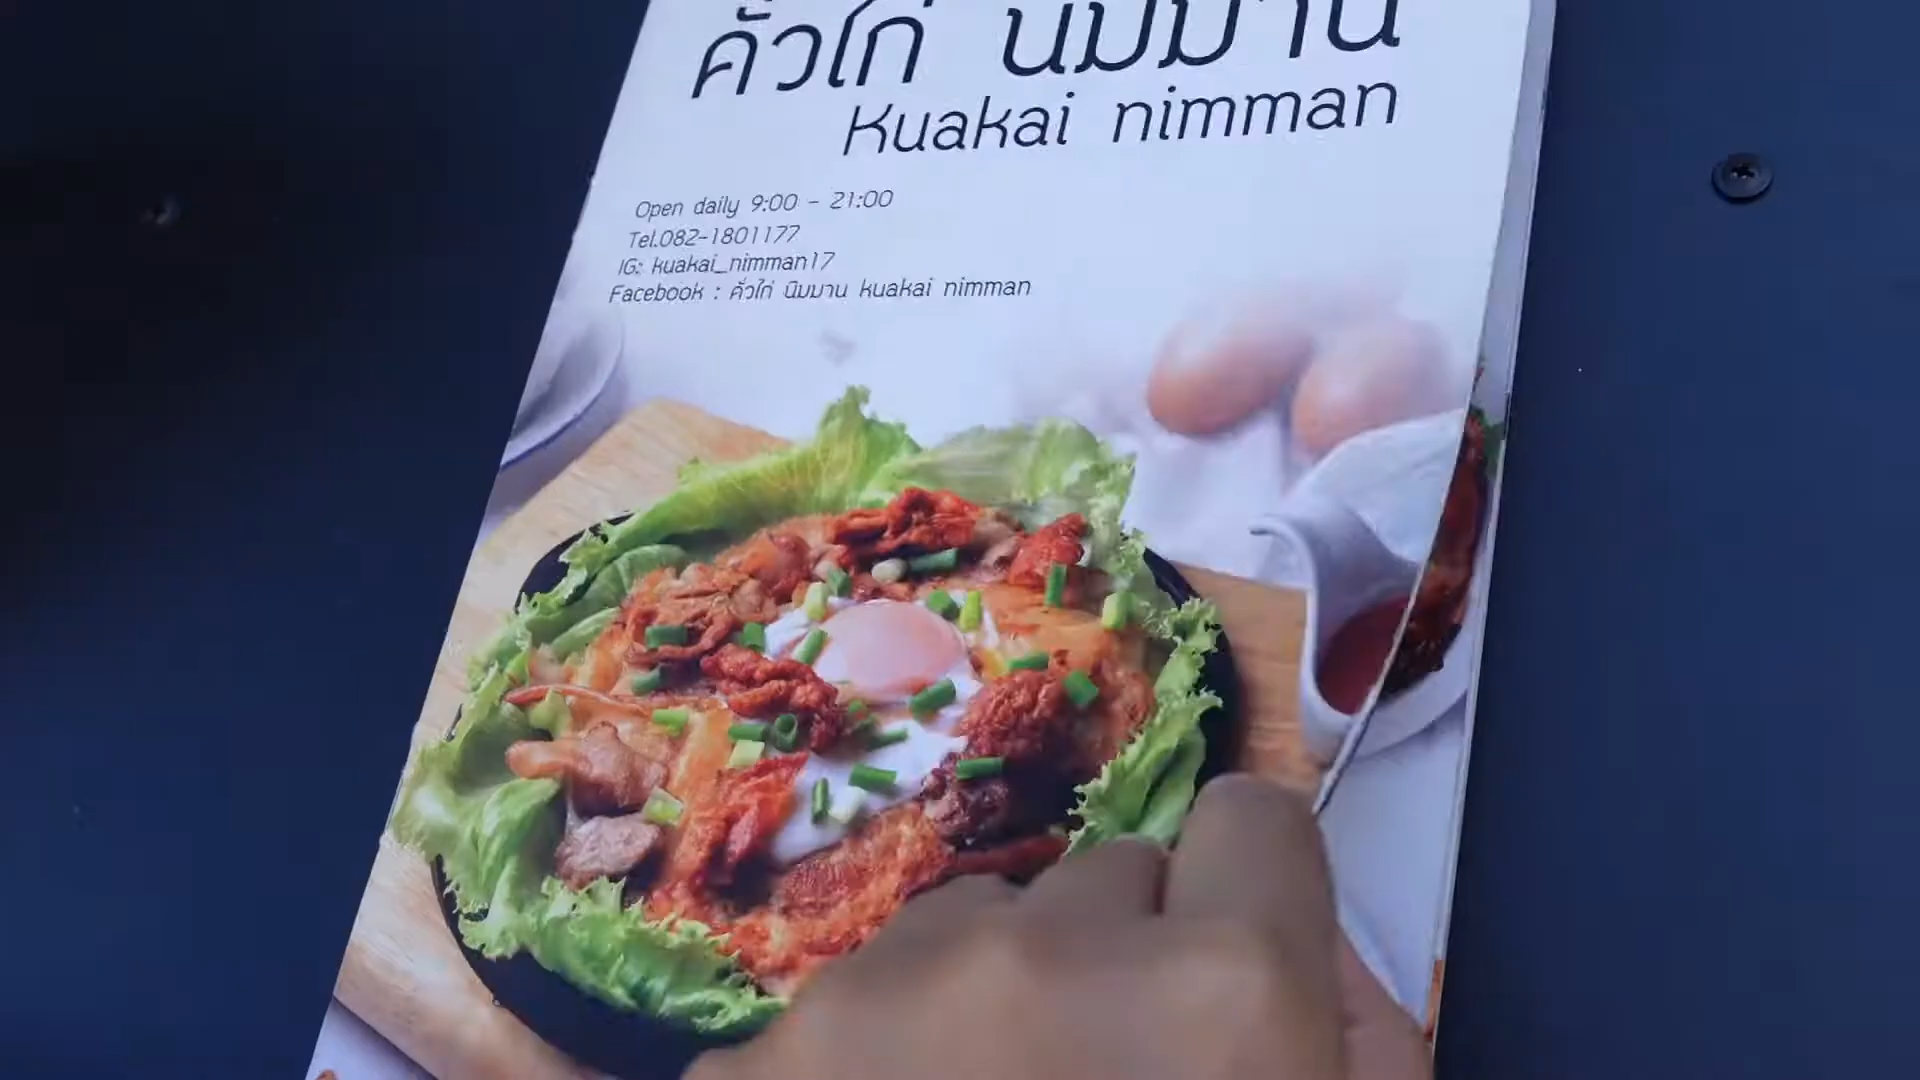 คั่วไก่ นิมมาน
Kuakai nimman
Open daily 9:00 - 21:00
Tel.082-1801177
IG: kuakai_nimman17
Facebook : คั่วไก่ นิมมาน kuakai nimman